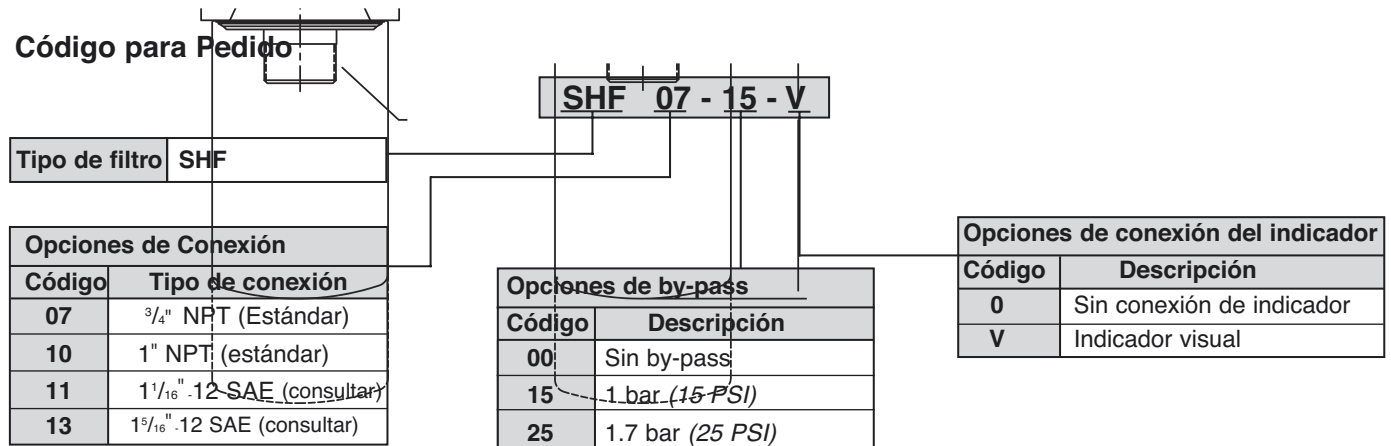 Código para Pedido
SHF 07 - 15 - V
Tipo de filtro SHF
Opciones de Conexión
Código Tipo de conexión
07 3/4" NPT (Estándar)
10 1" NPT (estándar)
11 1 1/16" - 12 SAE (consultar)
13 1 5/16" - 12 SAE (consultar)
Opciones de by-pass
Código Descripción
00 Sin by-pass
15 1 bar (15 PSI)
25 1.7 bar (25 PSI)
Opciones de conexión del indicador
Código Descripción
0 Sin conexión de indicador
V Indicador visual